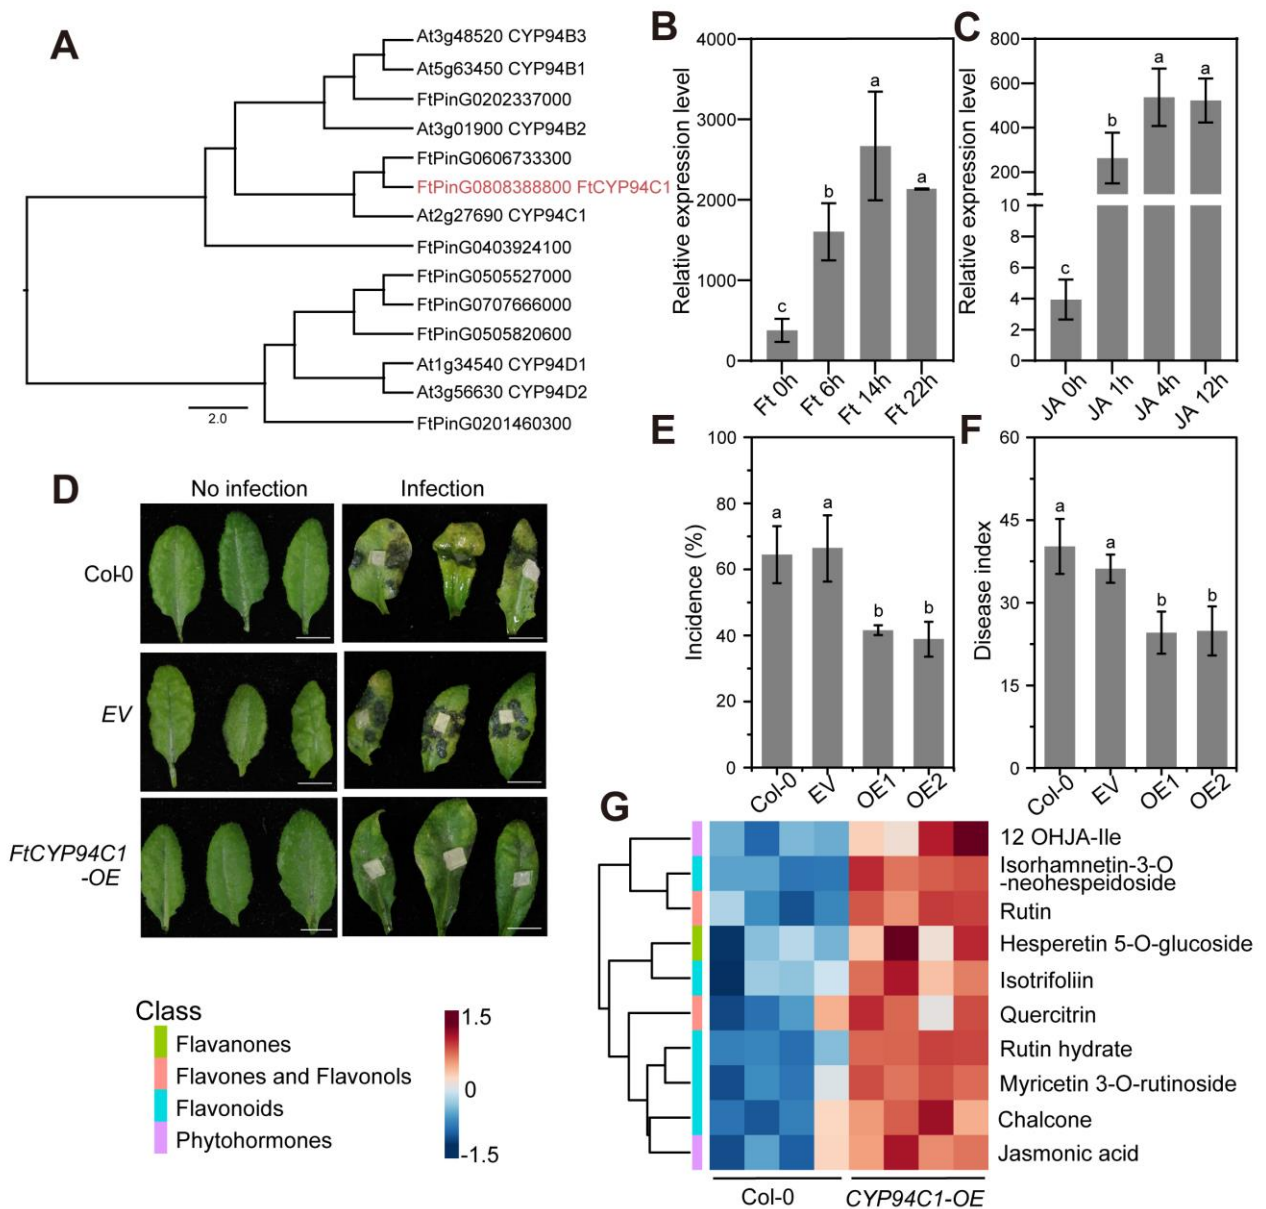 A
At3g48520 CYP94B3
At5g63450 CYP94B1
FtPinG0202337000
At3g01900 CYP94B2
FtPinG0606733300
FtPinG0808388800 FtCYP94C1
At2g27690 CYP94C1
FtPinG0403924100
FtPinG0505527000
FtPinG0707666000
FtPinG0505820600
At1g34540 CYP94D1
At3g56630 CYP94D2
FtPinG0201460300
2.0
B
Relative expression level
4000
3000
2000
1000
0
c
b
a
a
Ft 0h
Ft 6h
Ft 14h
Ft 22h
C
Relative expression level
800
600
400
200
10
8
6
4
2
0
c
b
a
a
JA 0h
JA 1h
JA 4h
JA 12h
D
No infection
Infection
Col-0
EV
FtCYP94C1
-OE
E
Incidence (%)
100
80
60
40
20
0
a
a
b
b
Col-0
EV
OE1
OE2
F
Disease index
60
45
30
15
0
a
a
b
b
Col-0
EV
OE1
OE2
G
12 OHJA-Ile
Isorhamnetin-3-O
-neohespeidoside
Rutin
Hesperetin 5-O-glucoside
Isotrifoliin
Quercitrin
Rutin hydrate
Myricetin 3-O-rutinoside
Chalcone
Jasmonic acid
Col-0
CYP94C1-OE
Class
Flavanones
Flavones and Flavonols
Flavonoids
Phytohormones
1.5
0
-1.5